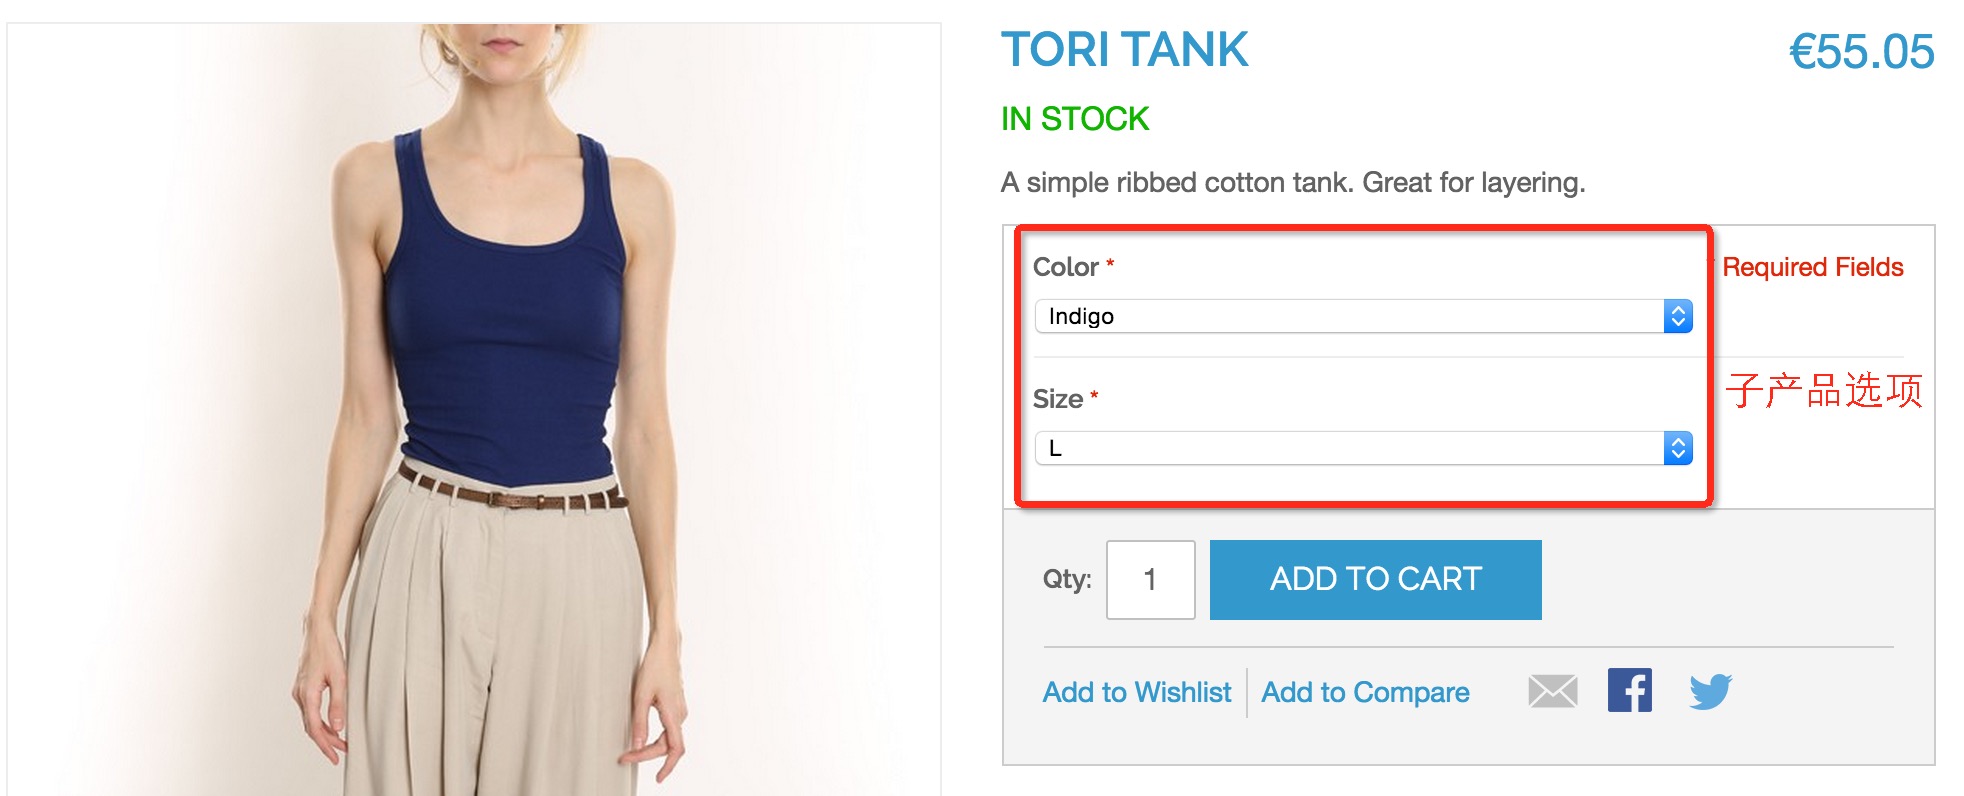 TORI TANK
€55.05
IN STOCK
A simple ribbed cotton tank. Great for layering.
Color *
Required Fields
Indigo
Size *
子产品选项
L
Qty:
1
ADD TO CART
Add to Wishlist
Add to Compare